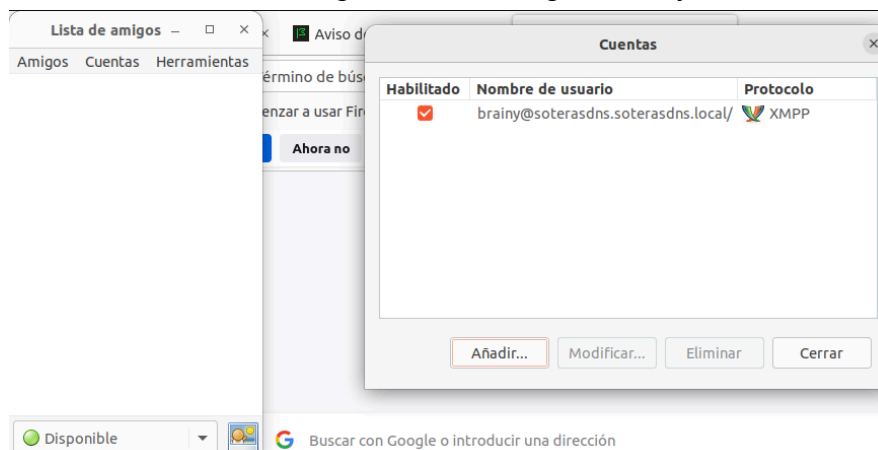 Lista de amigos
Amigos Cuentas Herramientas
Disponible
Aviso d
érmino de bús
enzar a usar Fir
Ahora no
Cuentas
Habilitado Nombre de usuario Protocolo
brainy@soterasdns.soterasdns.local/ XMPP
Añadir... Modificar... Eliminar Cerrar
Buscar con Google o introducir una dirección